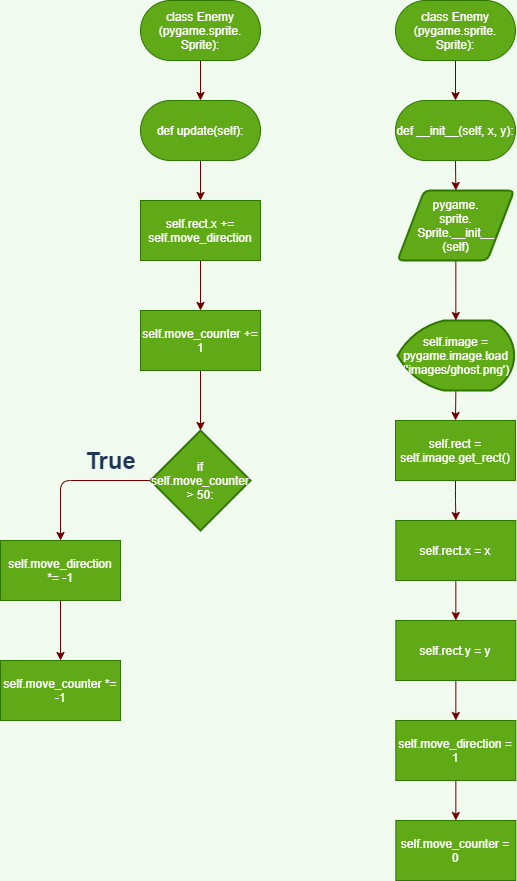 class Enemy
(pygame.sprite.
Sprite):
def update(self):
self.rect.x +=
self.move_direction
self.move_counter +=
1
if
self.move_counter
> 50:
True
self.move_direction
*= -1
self.move_counter *=
-1
class Enemy
(pygame.sprite.
Sprite):
def __init__(self, x, y):
pygame.
sprite.
Sprite.__init__
(self)
self.image =
pygame.image.load
('images/ghost.png')
self.rect =
self.image.get_rect()
self.rect.x = x
self.rect.y = y
self.move_direction =
1
self.move_counter =
0